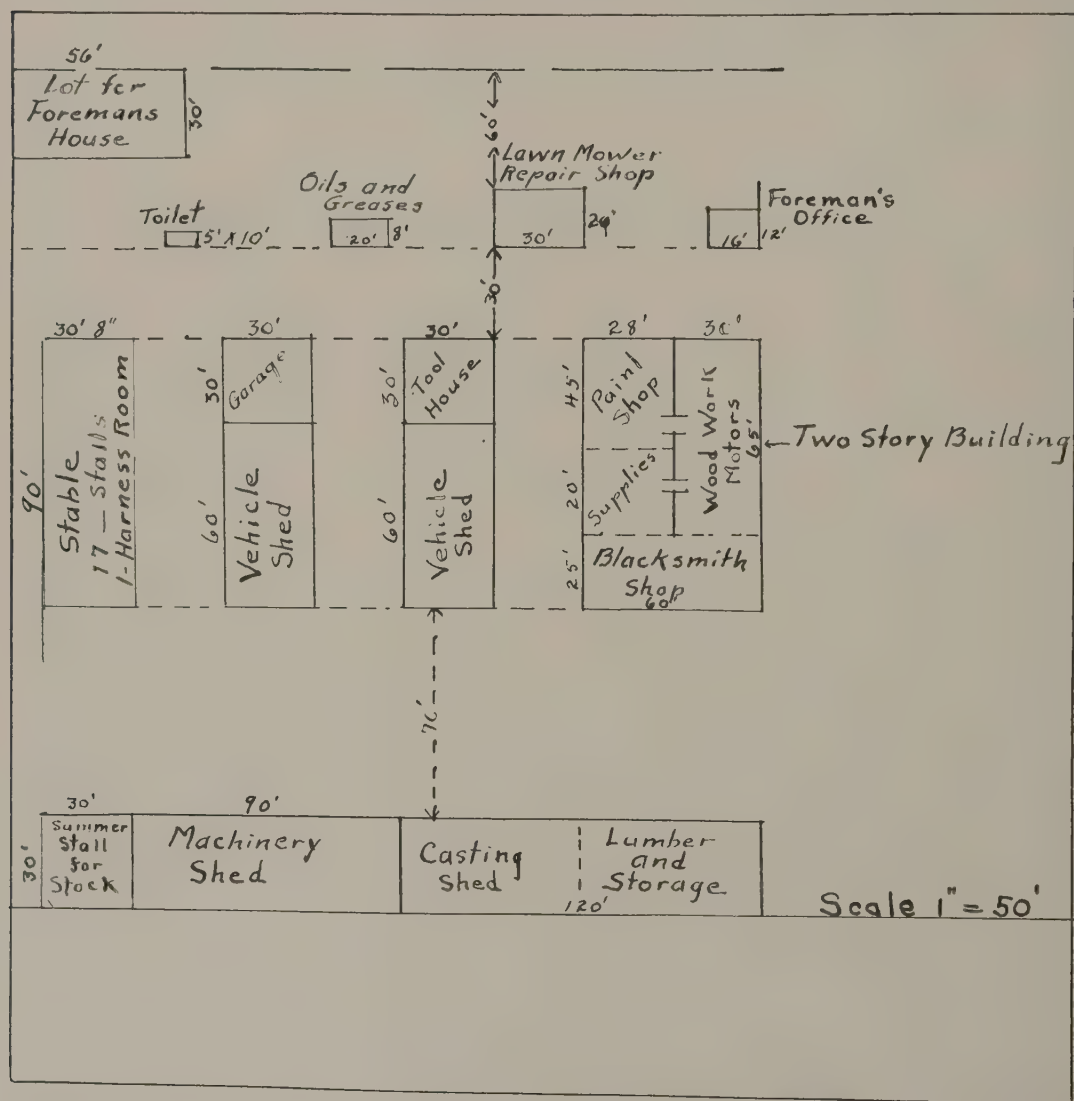 56'
Lot for
Foremans
House
30'
60'
Lawn Mower
Repair Shop
30'
Oils and
Greases
20'
8'
Toilet
5' X 10'
Foreman's
Office
16'
12'
30'
30' 8"
30'
30'
28'
90'
Stable
17 — Stalls
1-Harness Room
30'
Garage
60'
Vehicle
Shed
30'
Tool
House
60'
Vehicle
Shed
45'
Paint
Shop
20'
Supplies
Wood Work
Motors
65'
Two Story Building
25'
Blacksmith
Shop
60'
30'
90'
30'
Summer
Stall
for
Stock
Machinery
Shed
Casting
Shed
Lumber
and
Storage
120'
Scale 1" = 50'